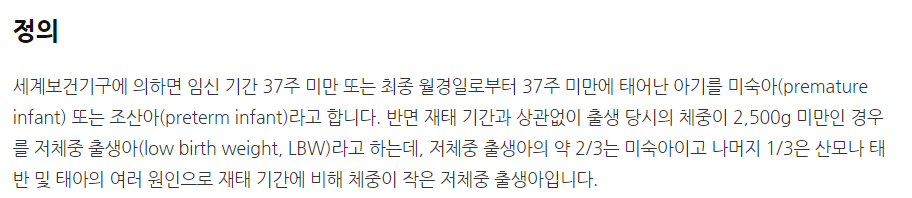 정의
세계보건기구에 의하면 임신 기간 37주 미만 또는 최종 월경일로부터 37주 미만에 태어난 아기를 미숙아(premature
infant) 또는 조산아(preterm infant)라고 합니다. 반면 재태 기간과 상관없이 출생 당시의 체중이 2,500g 미만인 경우
를 저체중 출생아(low birth weight, LBW)라고 하는데, 저체중 출생아의 약 2/3는 미숙아이고 나머지 1/3은 산모나 태
반 및 태아의 여러 원인으로 재태 기간에 비해 체중이 작은 저체중 출생아입니다.